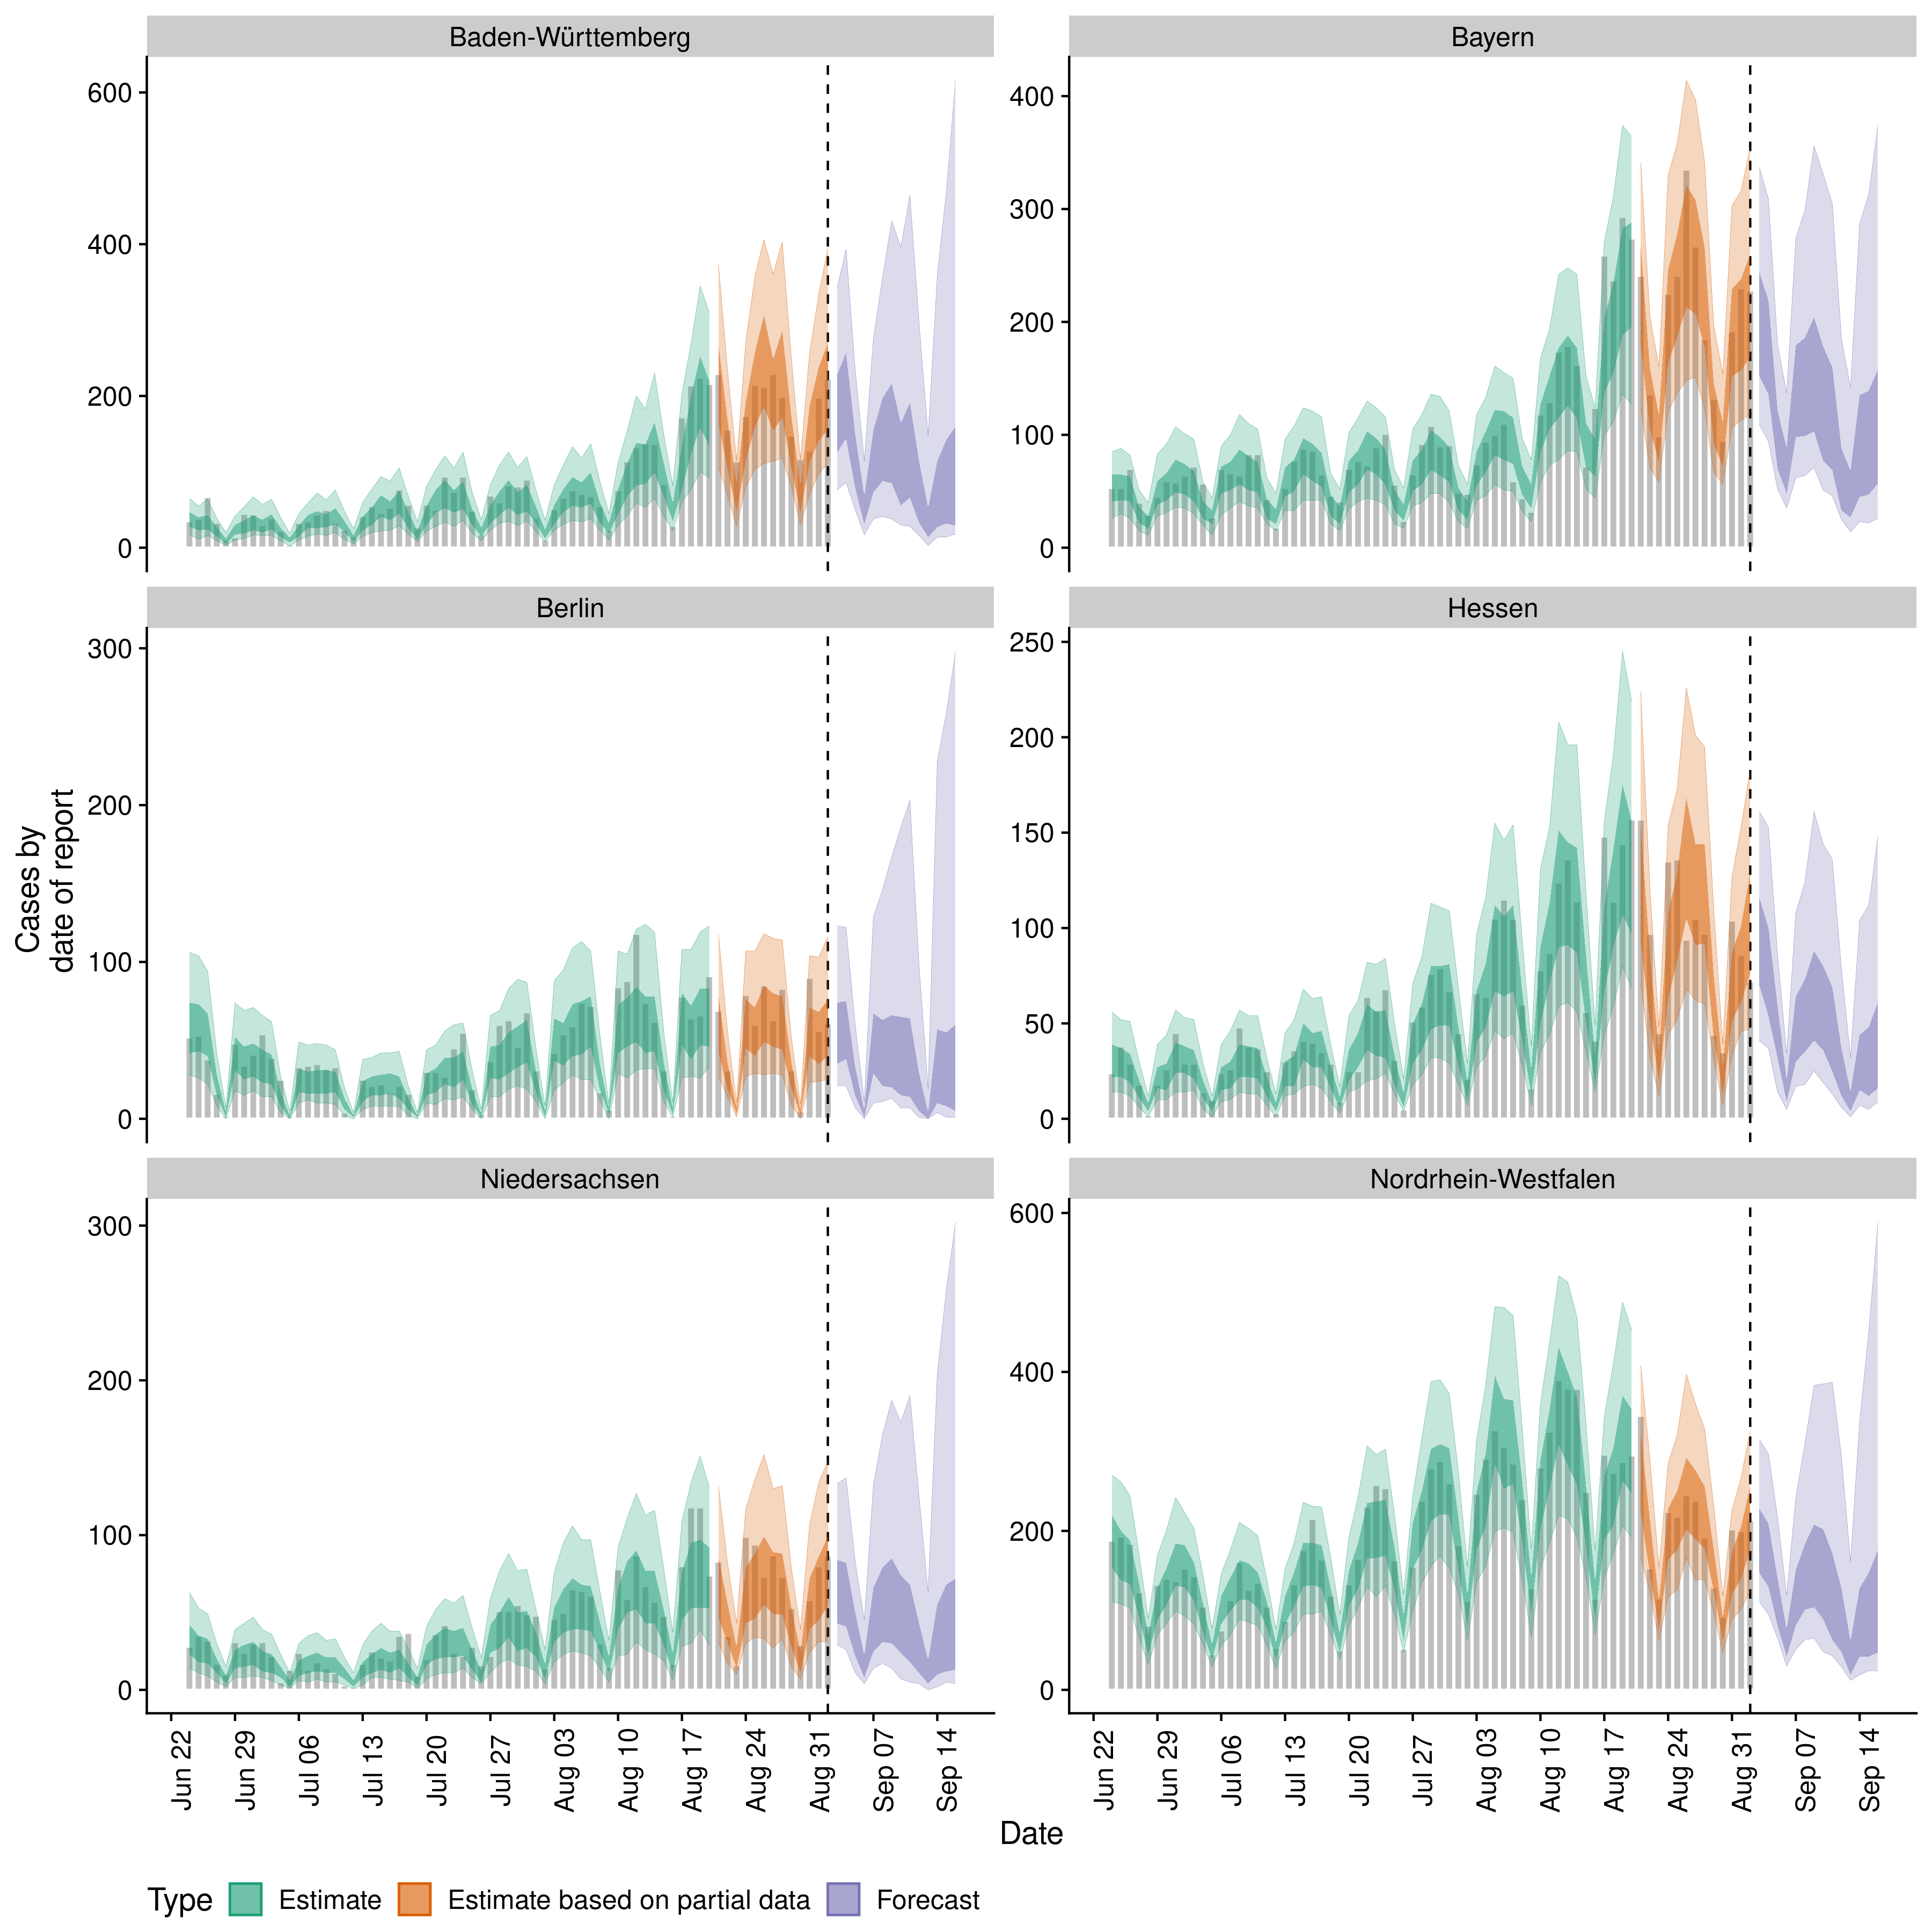 Baden-Württemberg
Bayern
600
400
200
0
400
300
200
100
0
Berlin
Hessen
300
200
100
0
250
200
150
100
50
0
Cases by
date of report
Niedersachsen
Nordrhein-Westfalen
300
200
100
0
600
400
200
0
Jun 22
Jun 29
Jul 06
Jul 13
Jul 20
Jul 27
Aug 03
Aug 10
Aug 17
Aug 24
Aug 31
Sep 07
Sep 14
Jun 22
Jun 29
Jul 06
Jul 13
Jul 20
Jul 27
Aug 03
Aug 10
Aug 17
Aug 24
Aug 31
Sep 07
Sep 14
Date
Type Estimate Estimate based on partial data Forecast